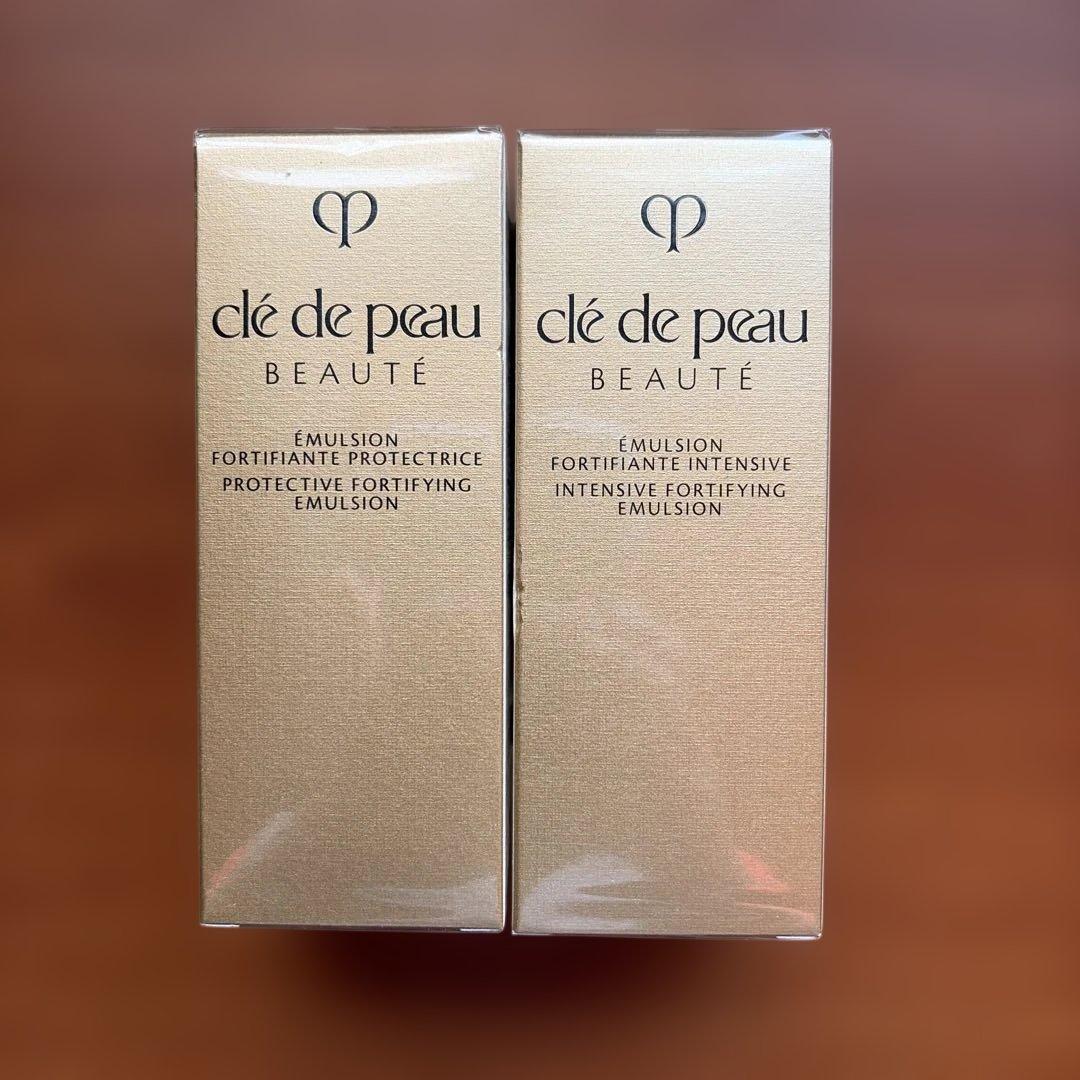 clé de peau
BEAUTÉ
ÉMULSION
FORTIFIANTE PROTECTRICE
PROTECTIVE FORTIFYING
EMULSION
clé de peau
BEAUTÉ
ÉMULSION
FORTIFIANTE INTENSIVE
INTENSIVE FORTIFYING
EMULSION